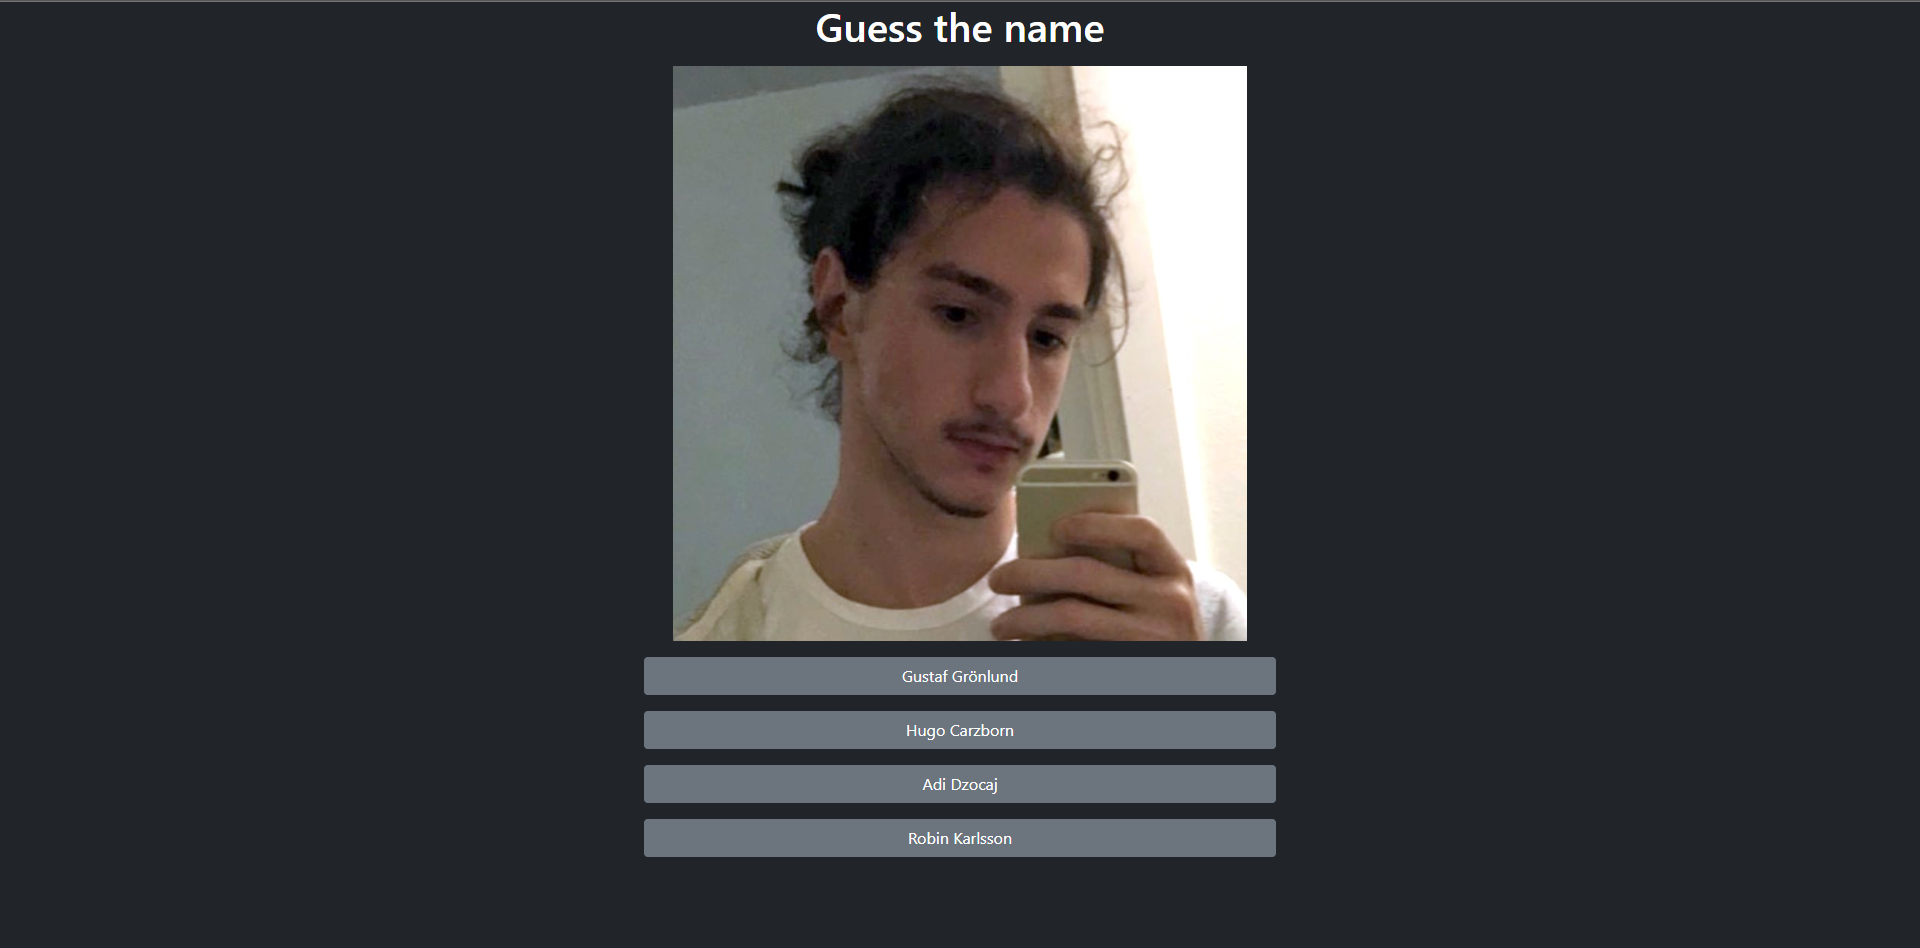 Guess the name
Gustaf Grönlund
Hugo Carzborn
Adi Dzocaj
Robin Karlsson